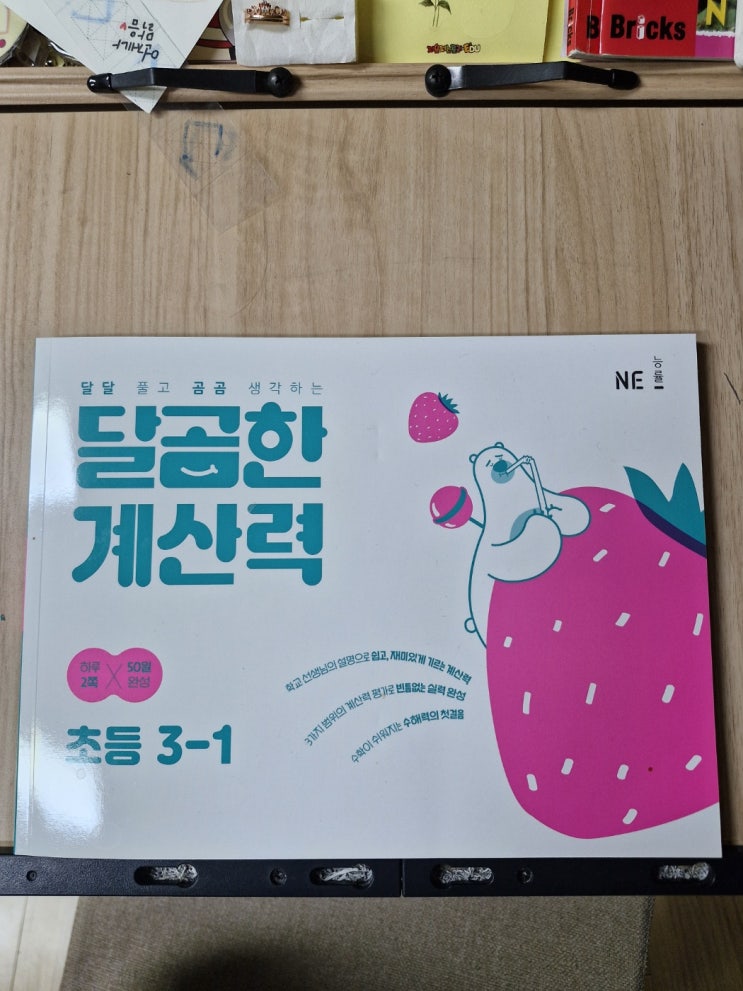 Bricks
B
N
달달 풀고 곰곰 생각하는
달곰한
계산력
NE 능률
하루
2쪽
50일
완성
초등 3-1
학교 선생님의 설명으로 쉽고, 재미있게 기르는 계산력
3가지 범위의 계산력 평가로 빈틈없는 실력 완성
수학이 쉬워지는 수해력의 첫걸음